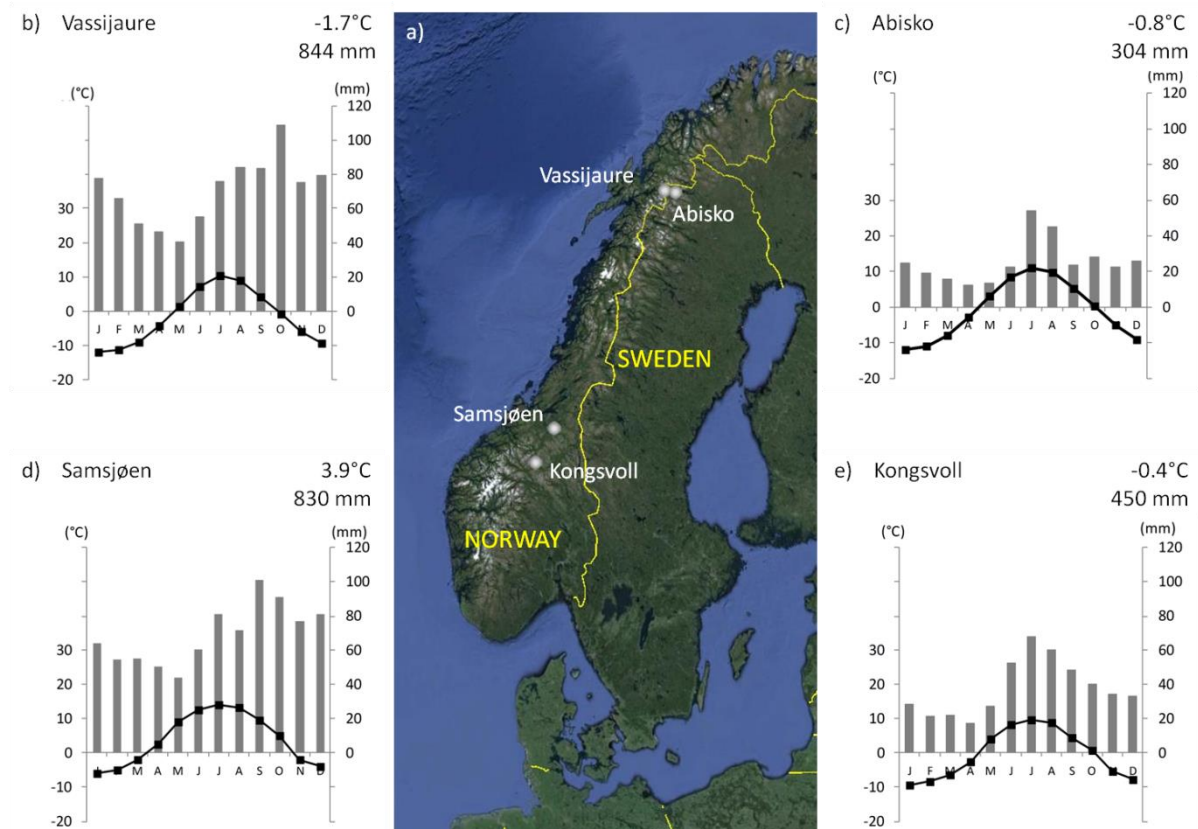 b) Vassijaure -1.7°C
844 mm
(°C) (mm)
120
100
80
60
30 40
20 20
10 0
0
-10
-20
J F M A M J J A S O N D
a)
Vassijaure
Abisko
SWEDEN
Samsjøen
Kongsvoll
NORWAY
c) Abisko -0.8°C
304 mm
(°C) (mm)
120
100
80
60
30 40
20 20
10 0
0
-10
-20
J F M A M J J A S O N D
d) Samsjøen 3.9°C
830 mm
(°C) (mm)
120
100
80
60
30 40
20 20
10 0
0
-10
-20
J F M A M J J A S O N D
e) Kongsvoll -0.4°C
450 mm
(°C) (mm)
120
100
80
60
30 40
20 20
10 0
0
-10
-20
J F M A M J J A S O N D